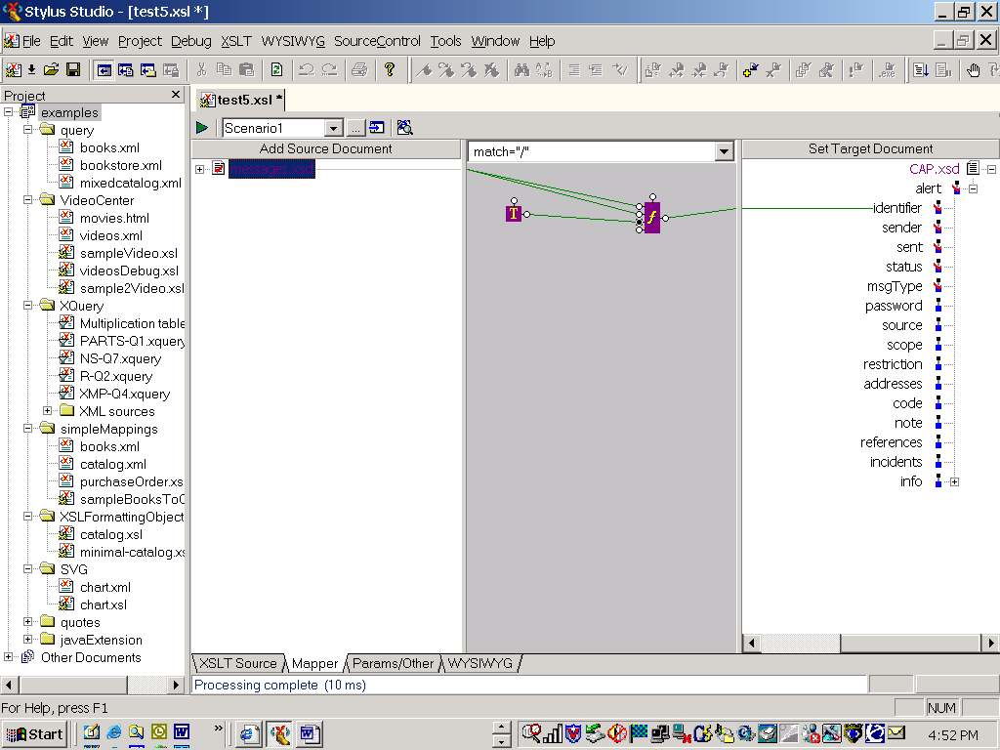 Stylus Studio - [test5.xsl *]
File Edit View Project Debug XSLT WYSIWYG SourceControl Tools Window Help
Project
examples
query
books.xml
bookstore.xml
mixedcatalog.xml
VideoCenter
movies.html
videos.xml
sampleVideo.xsl
videosDebug.xsl
sample2Video.xsl
XQuery
Multiplication table
PARTS-Q1.xquery
NS-Q7.xquery
R-Q2.xquery
XMP-Q4.xquery
XML sources
simpleMappings
books.xml
catalog.xml
purchaseOrder.xs
sampleBooksToC
XSLFormattingObject
catalog.xsl
minimal-catalog.xs
SVG
chart.xml
chart.xsl
quotes
javaExtension
Other Documents
test5.xsl *
Scenario1
...
Add Source Document
messages.xsd
match="/"
T
f
Set Target Document
CAP.xsd
alert
identifier
sender
sent
status
msgType
password
source
scope
restriction
addresses
code
note
references
incidents
info
XSLT Source Mapper Params/Other WYSIWYG
Processing complete (10 ms)
For Help, press F1
NUM
Start
4:52 PM